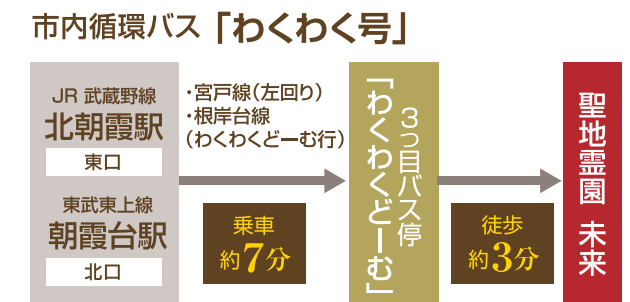 市内循環バス「わくわく号」
JR 武蔵野線
北朝霞駅
東口
東武東上線
朝霞台駅
北口
・宮戸線（左回り）
・根岸台線
（わくわくどーむ行）
乗車
約7分
3つ目バス停
「わくわくどーむ」
徒歩
約3分
聖地霊園 未来